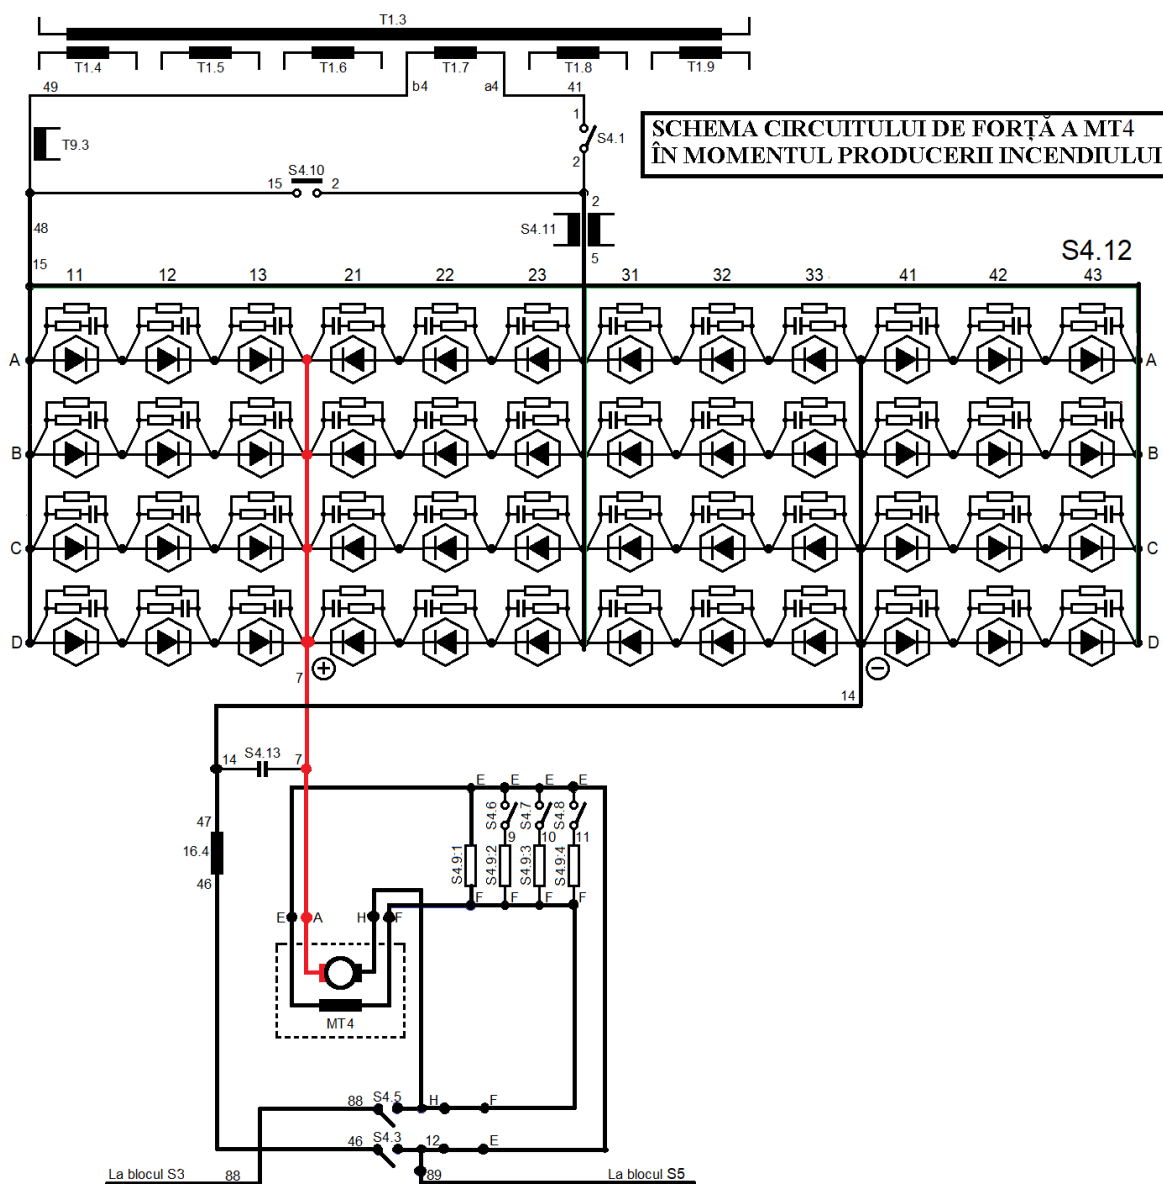 T1.3
T1.4 T1.5 T1.6 T1.7 T1.8 T1.9
49 b4 a4 41
1
T9.3 S4.1
SCHEMA CIRCUITULUI DE FORȚĂ A MT4
ÎN MOMENTUL PRODUCERII INCENDIULUI
2
S4.10
15 2
2
48 S4.11
5
S4.12
15
11 12 13 21 22 23 31 32 33 41 42 43
A A
B B
C C
D D
+ −
7 14
14 S4.13 7
E E E E
S4.6 S4.7 S4.8
47
9 10 11
16.4
S4.9:1 S4.9:2 S4.9:3 S4.9:4
46
F F F F
E A H F
MT4
88 S4.5 H F
46 S4.3 12 E
La blocul S3 88 89 La blocul S5